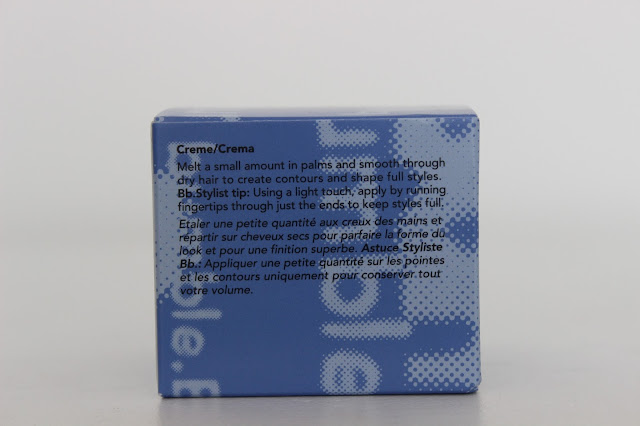 Creme/Crema
Melt a small amount in palms and smooth through
dry hair to create contours and shape full styles.
Bb.Stylist tip: Using a light touch, apply by running
fingertips through just the ends to keep styles full.
Etaler une petite quantité aux creux des mains et
repartir sur cheveux secs pour parfaire la forme du
look et pour une finition superbe. Astuce Styliste
Bb.: Appliquer une petite quantité sur les pointes
et les contours uniquement pour conserver tout
votre volume.